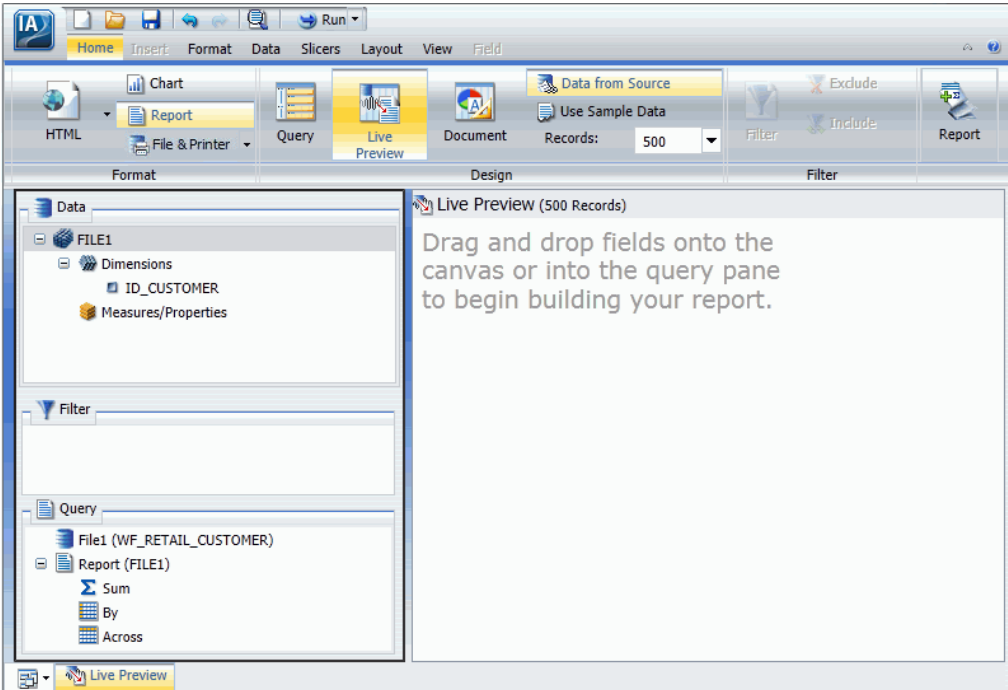 IA
Run
Home Insert Format Data Slicers Layout View Field
HTML
Chart
Report
File & Printer
Format
Query
Live
Preview
Document
Data from Source
Use Sample Data
Records: 500
Design
Filter
Exclude
Include
Filter
Report
Data
FILE1
Dimensions
ID_CUSTOMER
Measures/Properties
Filter
Query
File1 (WF_RETAIL_CUSTOMER)
Report (FILE1)
Sum
By
Across
Live Preview (500 Records)
Drag and drop fields onto the
canvas or into the query pane
to begin building your report.
Live Preview